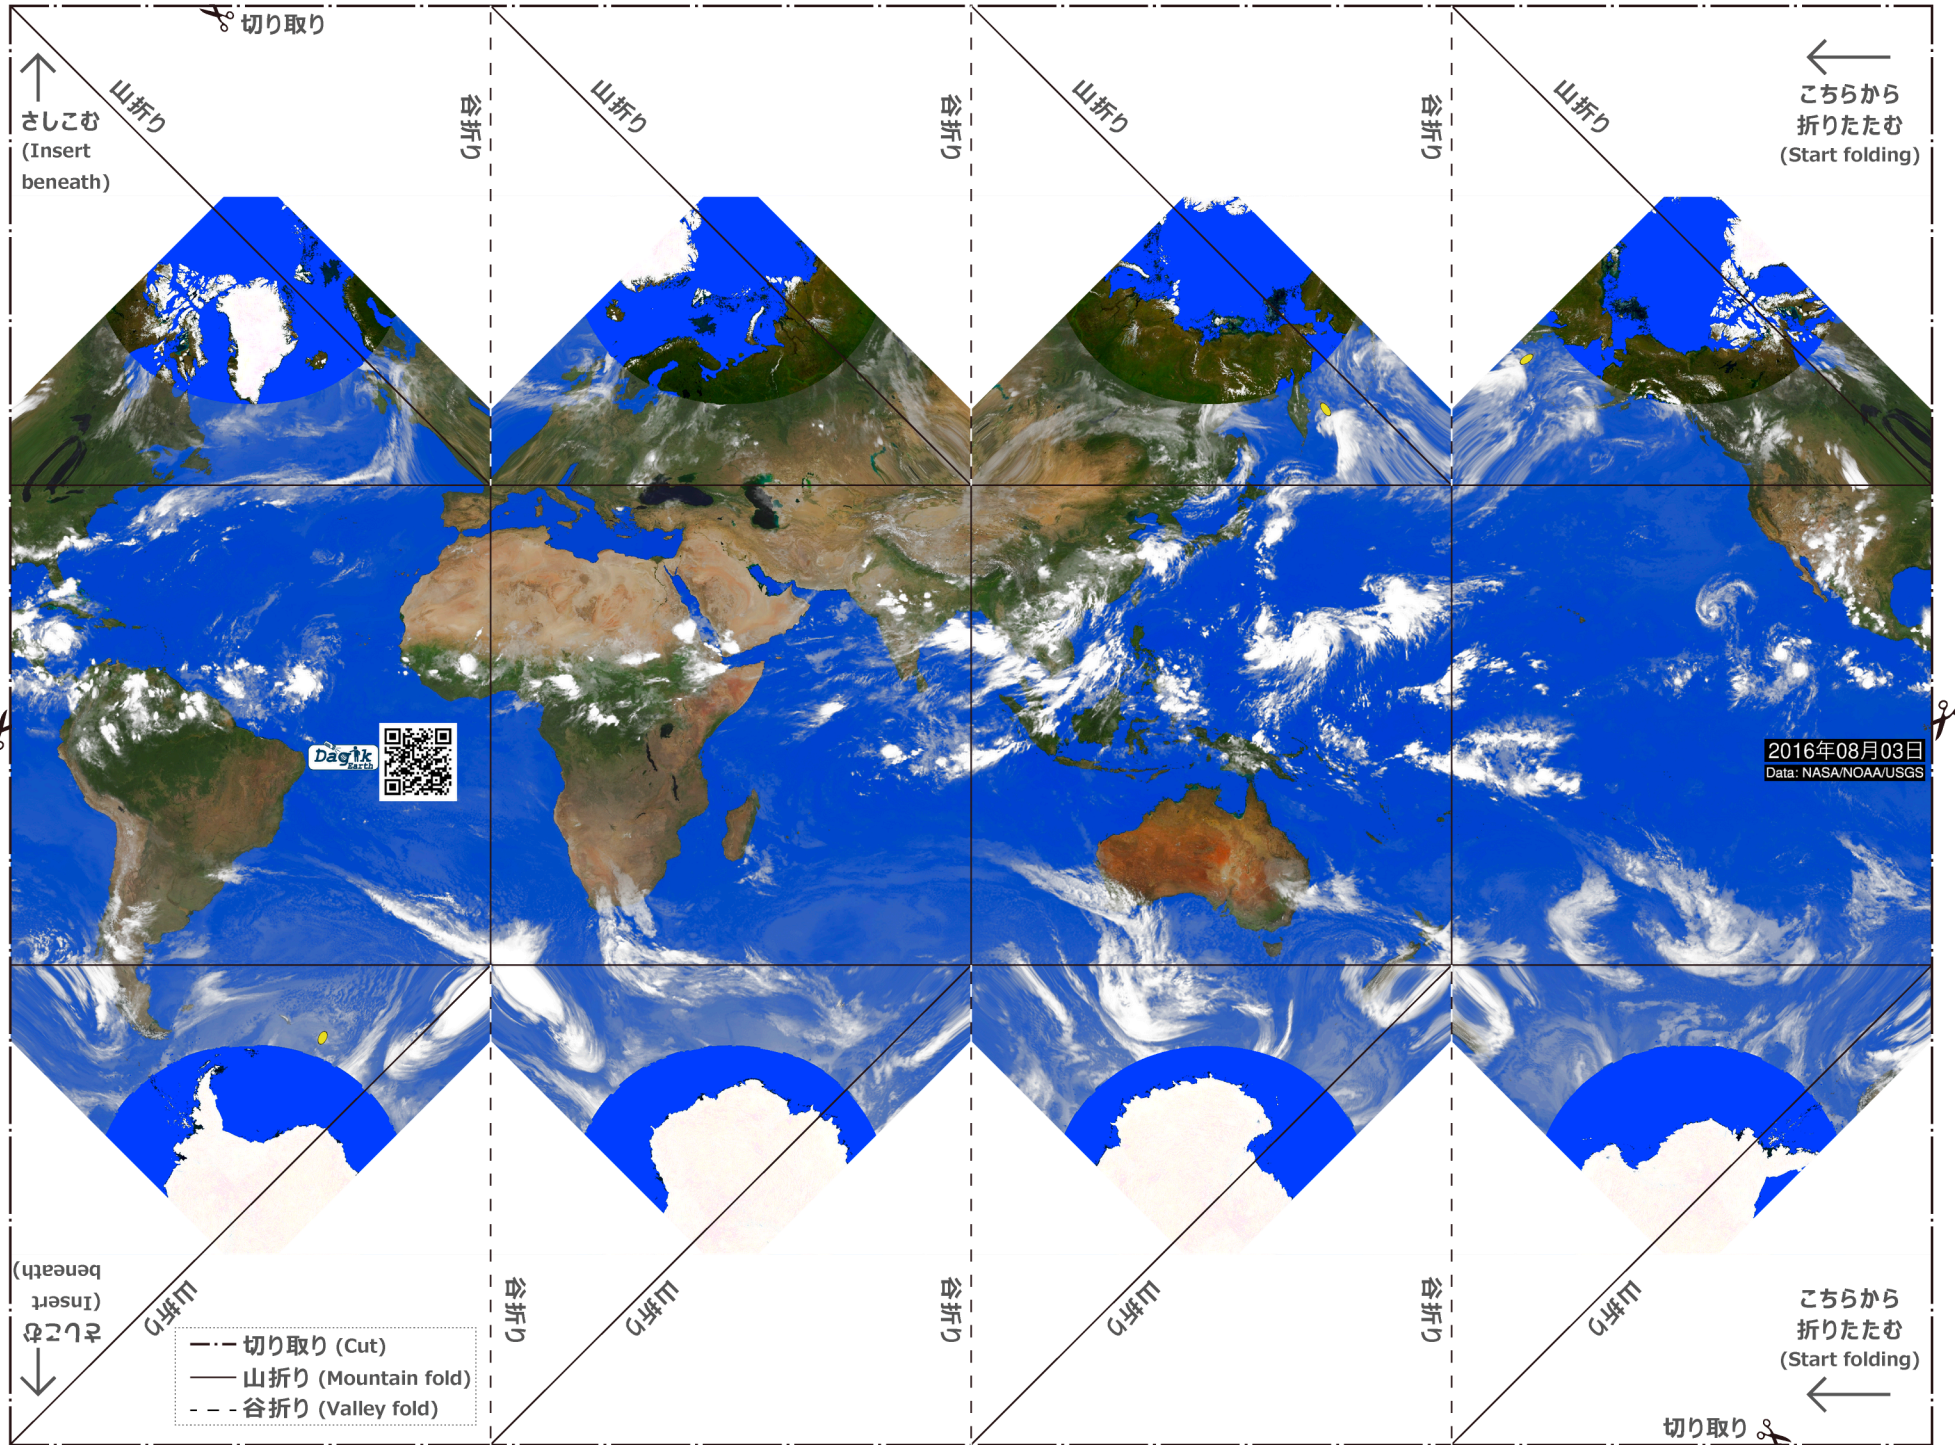 切り取り
さしこむ
(Insert
beneath)
山折り
谷折り
山折り
谷折り
山折り
谷折り
山折り
こちらから
折りたたむ
(Start folding)
Dagik
Earth
2016年08月03日
Data: NASA/NOAA/USGS
さしこむ
(Insert
beneath)
山折り
谷折り
山折り
谷折り
山折り
谷折り
山折り
こちらから
折りたたむ
(Start folding)
切り取り (Cut)
山折り (Mountain fold)
谷折り (Valley fold)
切り取り